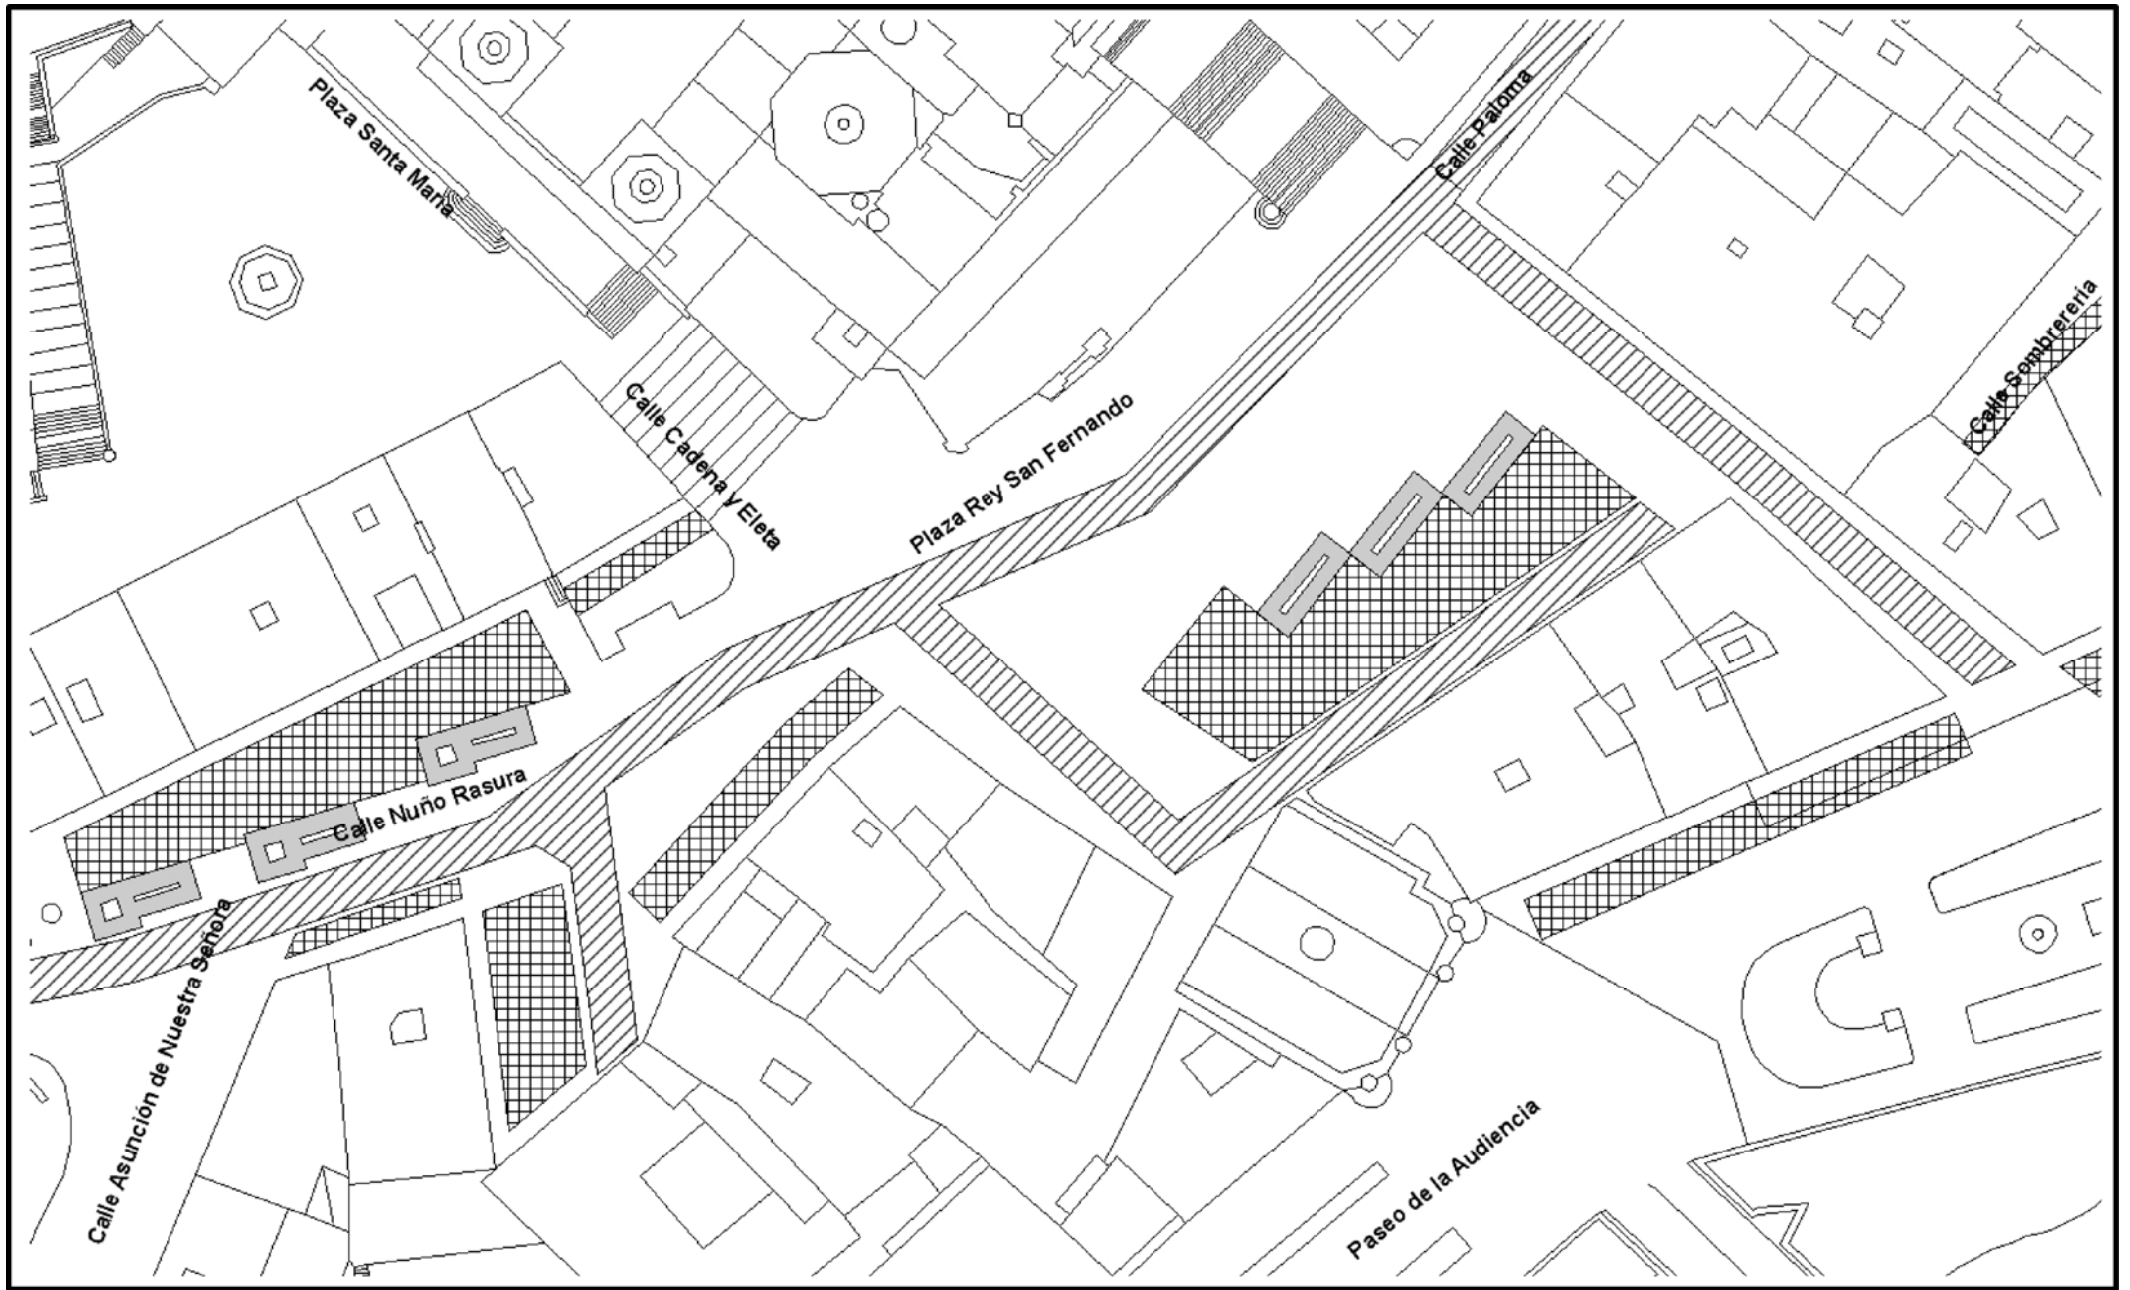 Plaza Santa María
Calle Paloma
Calle Sombrerería
Calle Cadena y Eleta
Plaza Rey San Fernando
Calle Nuño Rasura
Calle Asunción de Nuestra Señora
Paseo de la Audiencia